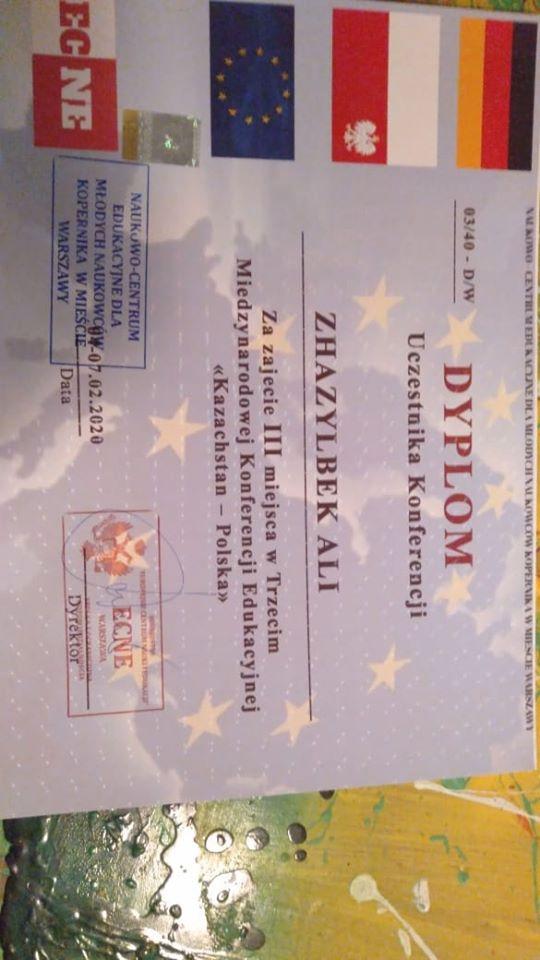 NAUKOWO - CENTRUM EDUKACYJNE DLA MŁODYCH NAUKOWCÓW KOPERNIKA W MIEŚCIE WARSZAWY
03/40 - D/W
DYPLOM
Uczestnika Konferencji
ZHAZYLBEK ALI
Za zajecie III miejsca w Trzecim
Miedzynarodowej Konferencji Edukacyjnej
«Kazachstan – Polska»
NAUKOWO-CENTRUM
EDUKACYJNE DLA
MŁODYCH NAUKOWCÓW
KOPERNIKA W MIEŚCIE
WARSZAWY
-07.02.2020
Data
ECNE
WARSZAWA
Dyrektor
ECNE